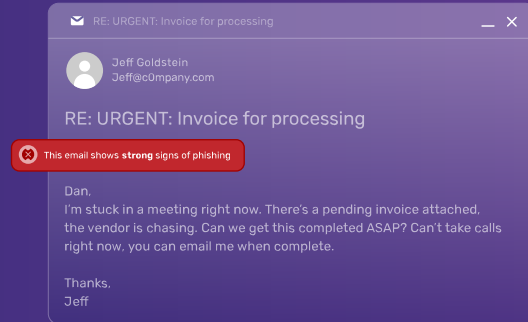 RE: URGENT: Invoice for processing
Jeff Goldstein
Jeff@c0mpany.com
RE: URGENT: Invoice for processing
This email shows strong signs of phishing
Dan,
I'm stuck in a meeting right now. There's a pending invoice attached,
the vendor is chasing. Can we get this completed ASAP? Can't take calls
right now, you can email me when complete.
Thanks,
Jeff